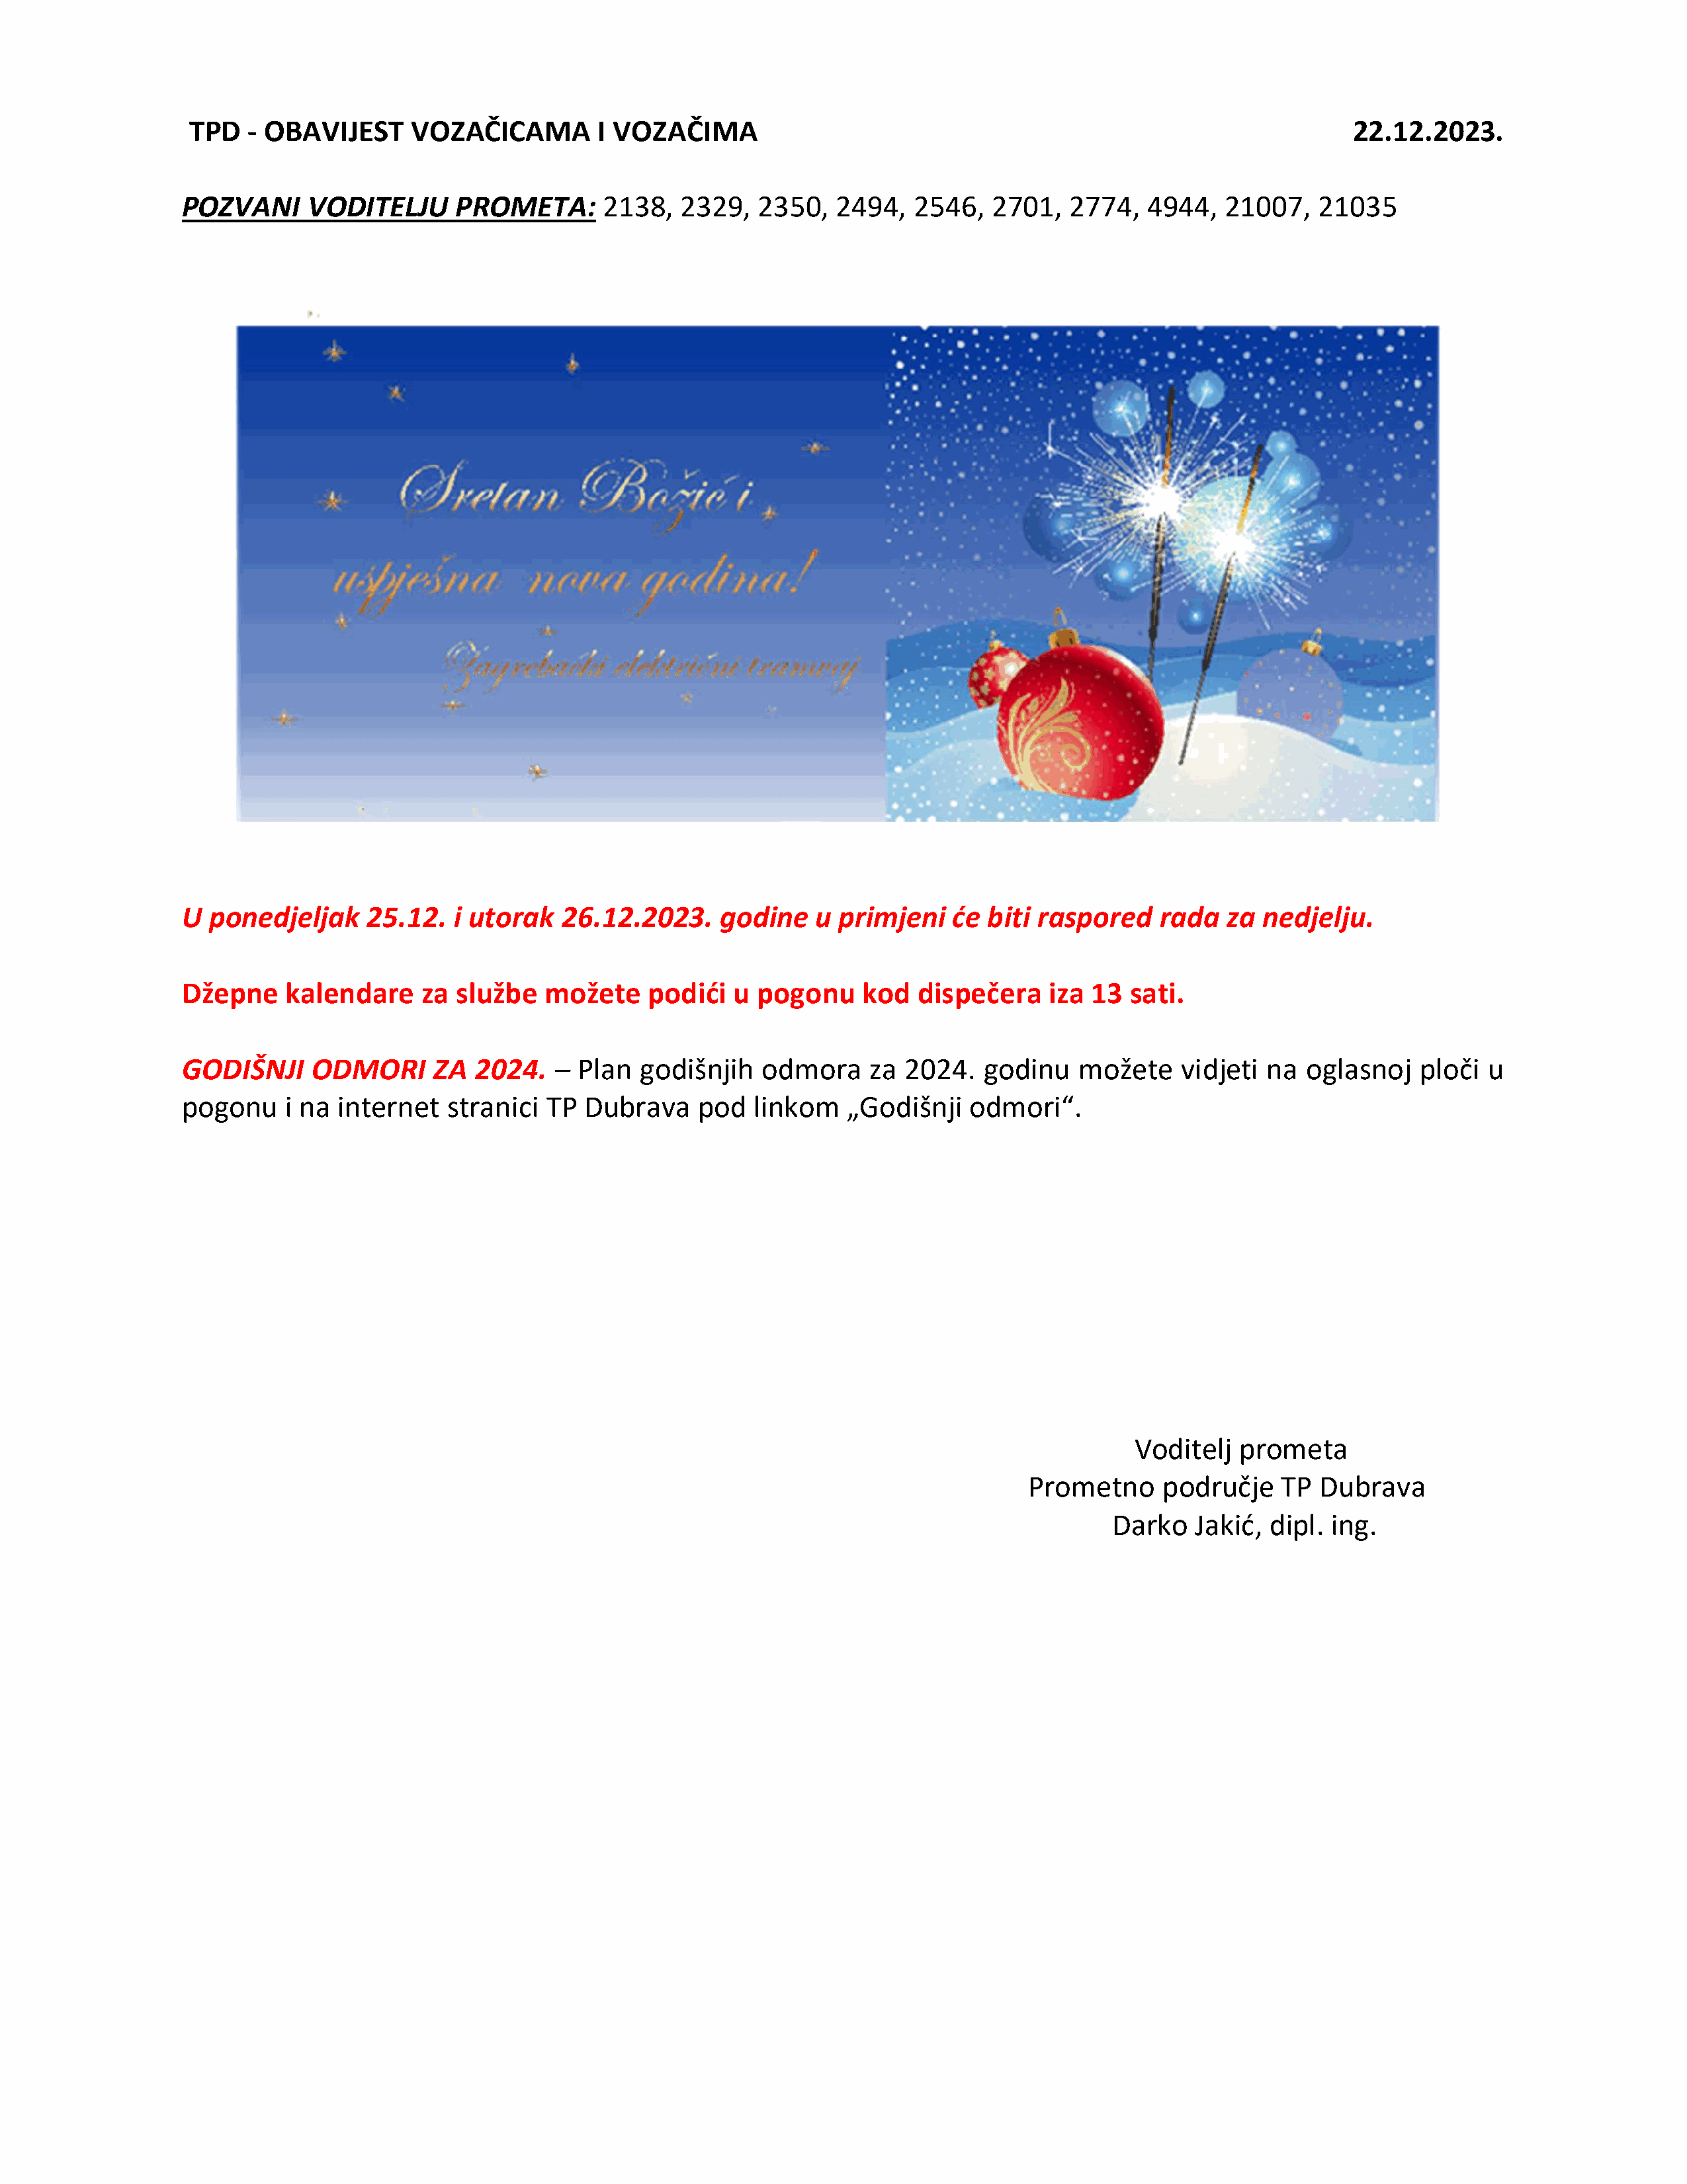 TPD - OBAVIJEST VOZAČICAMA I VOZAČIMA 22.12.2023.
POZVANI VODITELJU PROMETA: 2138, 2329, 2350, 2494, 2546, 2701, 2774, 4944, 21007, 21035
Sretan Božić i
uspješna nova godina!
Zagrebački električni tramvaj
U ponedjeljak 25.12. i utorak 26.12.2023. godine u primjeni će biti raspored rada za nedjelju.
Džepne kalendare za službe možete podići u pogonu kod dispečera iza 13 sati.
GODIŠNJI ODMORI ZA 2024. – Plan godišnjih odmora za 2024. godinu možete vidjeti na oglasnoj ploči u
pogonu i na internet stranici TP Dubrava pod linkom „Godišnji odmori“.
Voditelj prometa
Prometno područje TP Dubrava
Darko Jakić, dipl. ing.